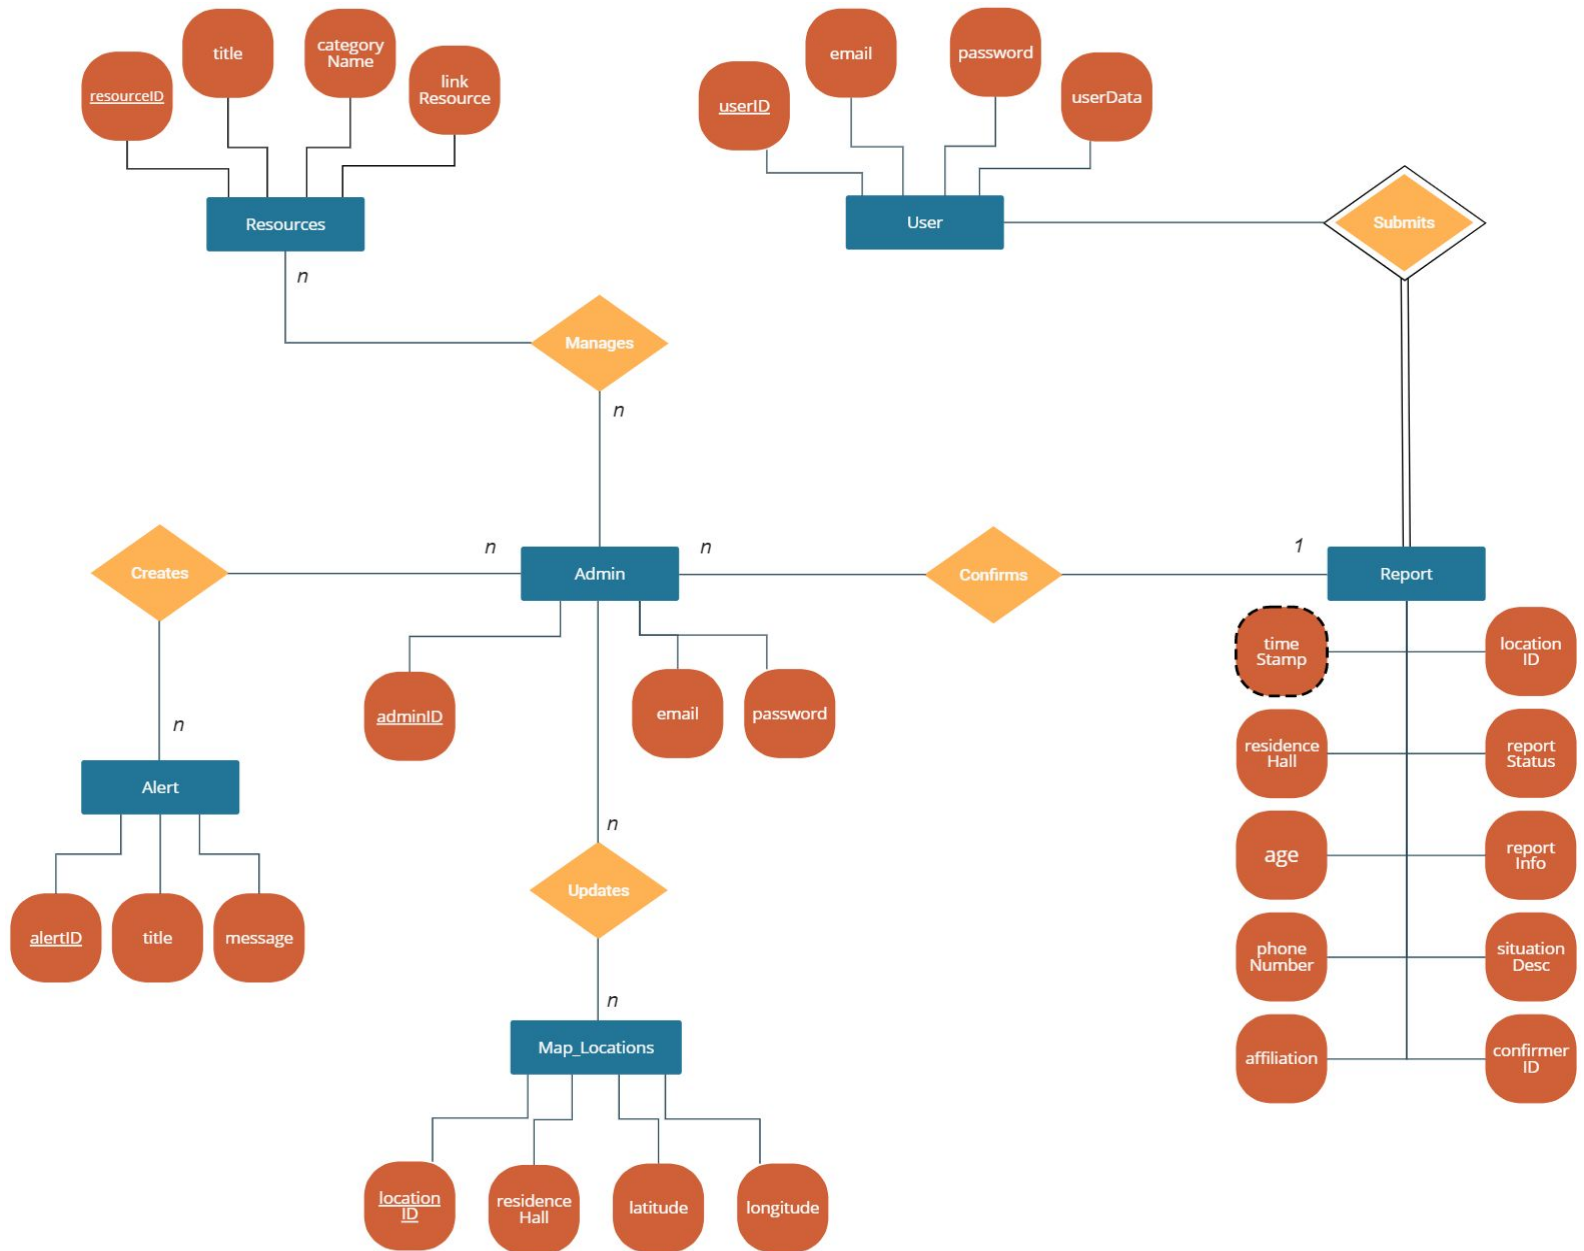 resourceID
title
category
Name
link
Resource
userID
email
password
userData
Resources
User
Submits
n
Manages
n
Creates
n
Admin
n
Confirms
1
Report
time
Stamp
location
ID
adminID
email
password
residence
Hall
report
Status
n
Alert
n
age
report
Info
Updates
alertID
title
message
phone
Number
situation
Desc
n
Map_Locations
affiliation
confirmer
ID
location
ID
residence
Hall
latitude
longitude